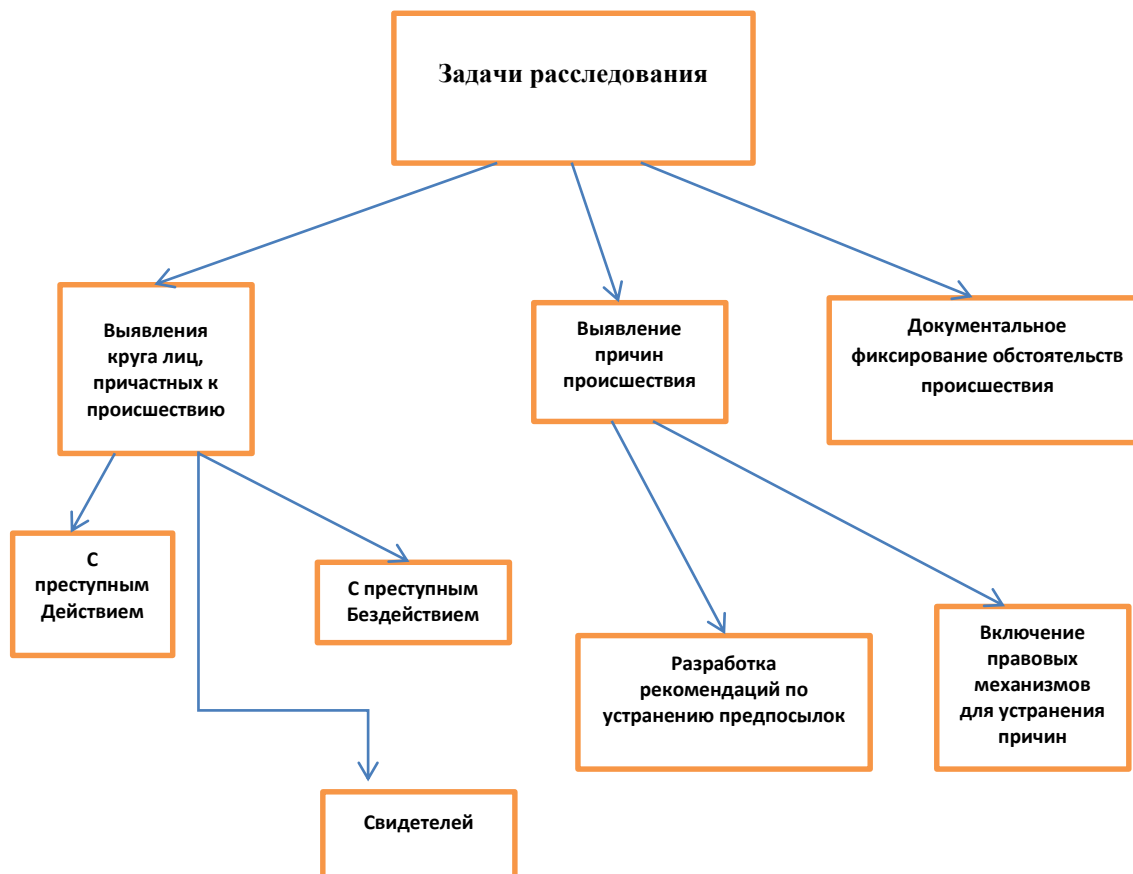 Задачи расследования
Выявления
круга лиц,
причастных к
происшествию
Выявление
причин
происшествия
Документальное
фиксирование обстоятельств
происшествия
С
преступным
Действием
С преступным
Бездействием
Разработка
рекомендаций по
устранению предпосылок
Включение
правовых
механизмов
для устранения
причин
Свидетелей